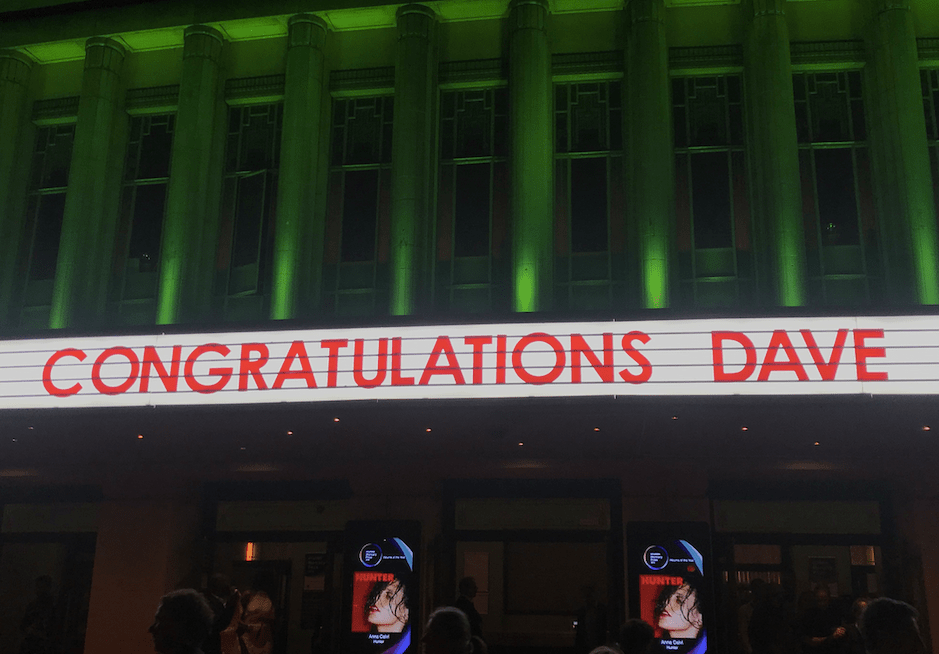 CONGRATULATIONS DAVE
HUNTER
Anna Calvi
Hunter
HUNTER
Anna Calvi
Hunter